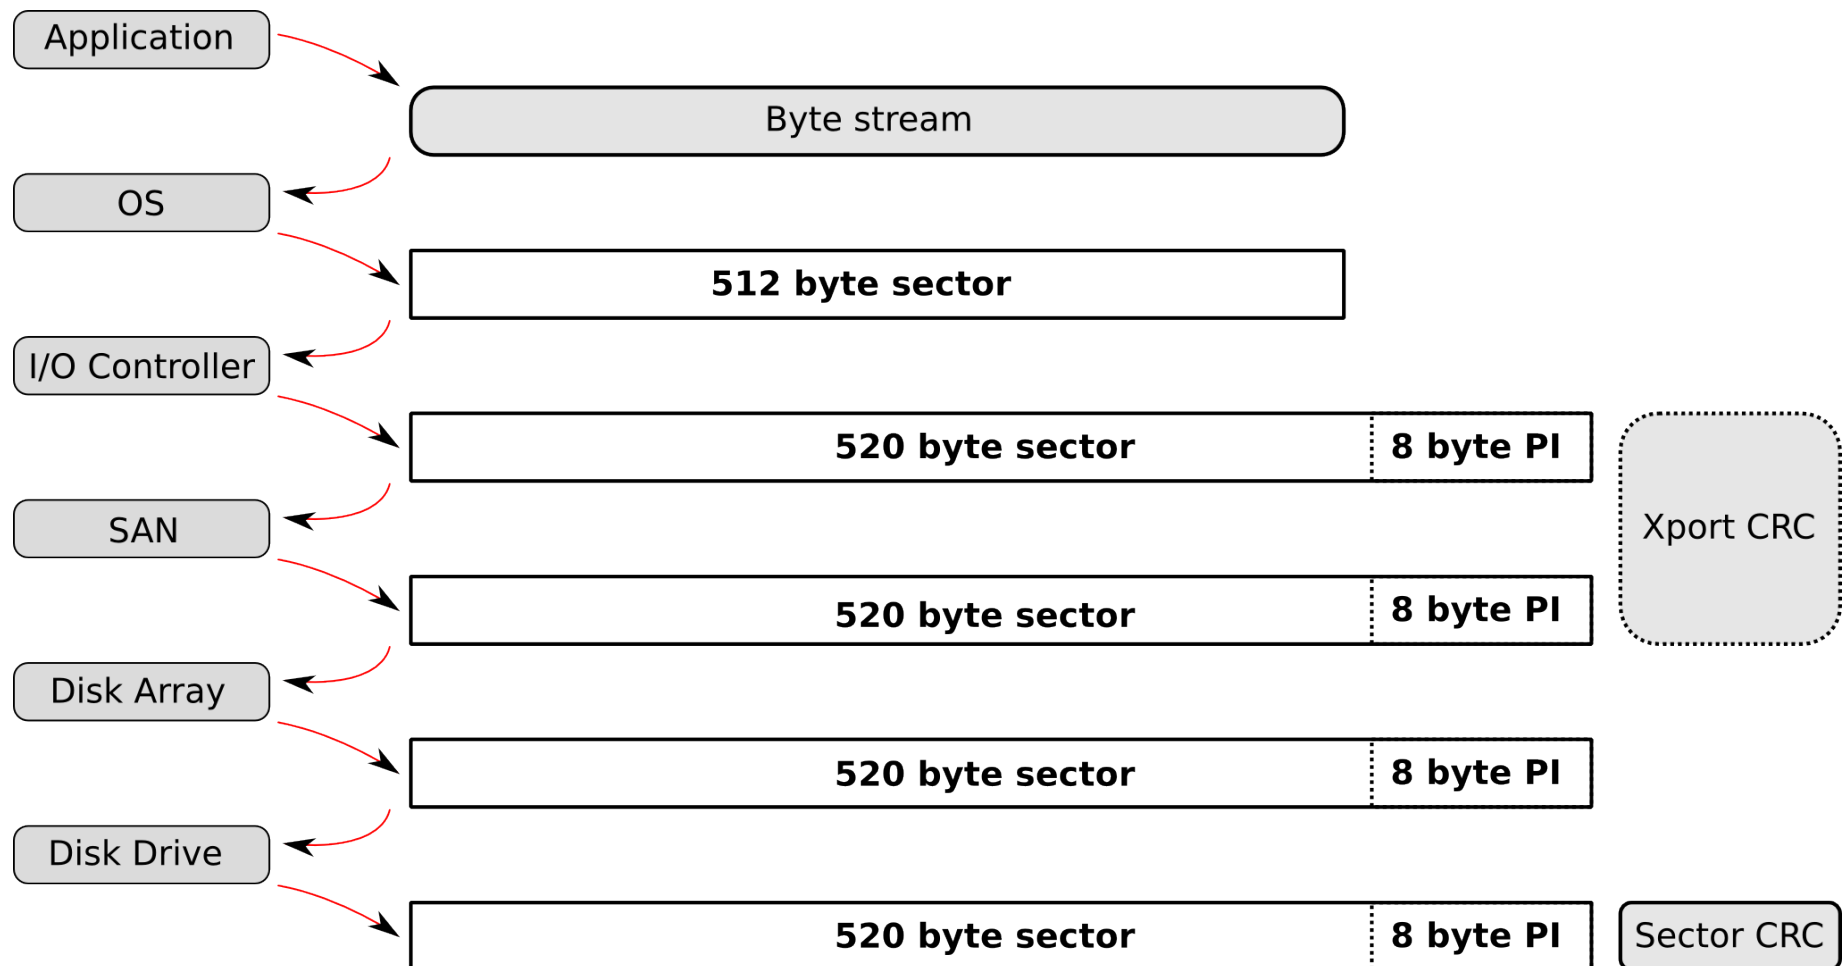 Application
Byte stream
OS
512 byte sector
I/O Controller
520 byte sector 8 byte PI
SAN
Xport CRC
520 byte sector 8 byte PI
Disk Array
520 byte sector 8 byte PI
Disk Drive
520 byte sector 8 byte PI Sector CRC